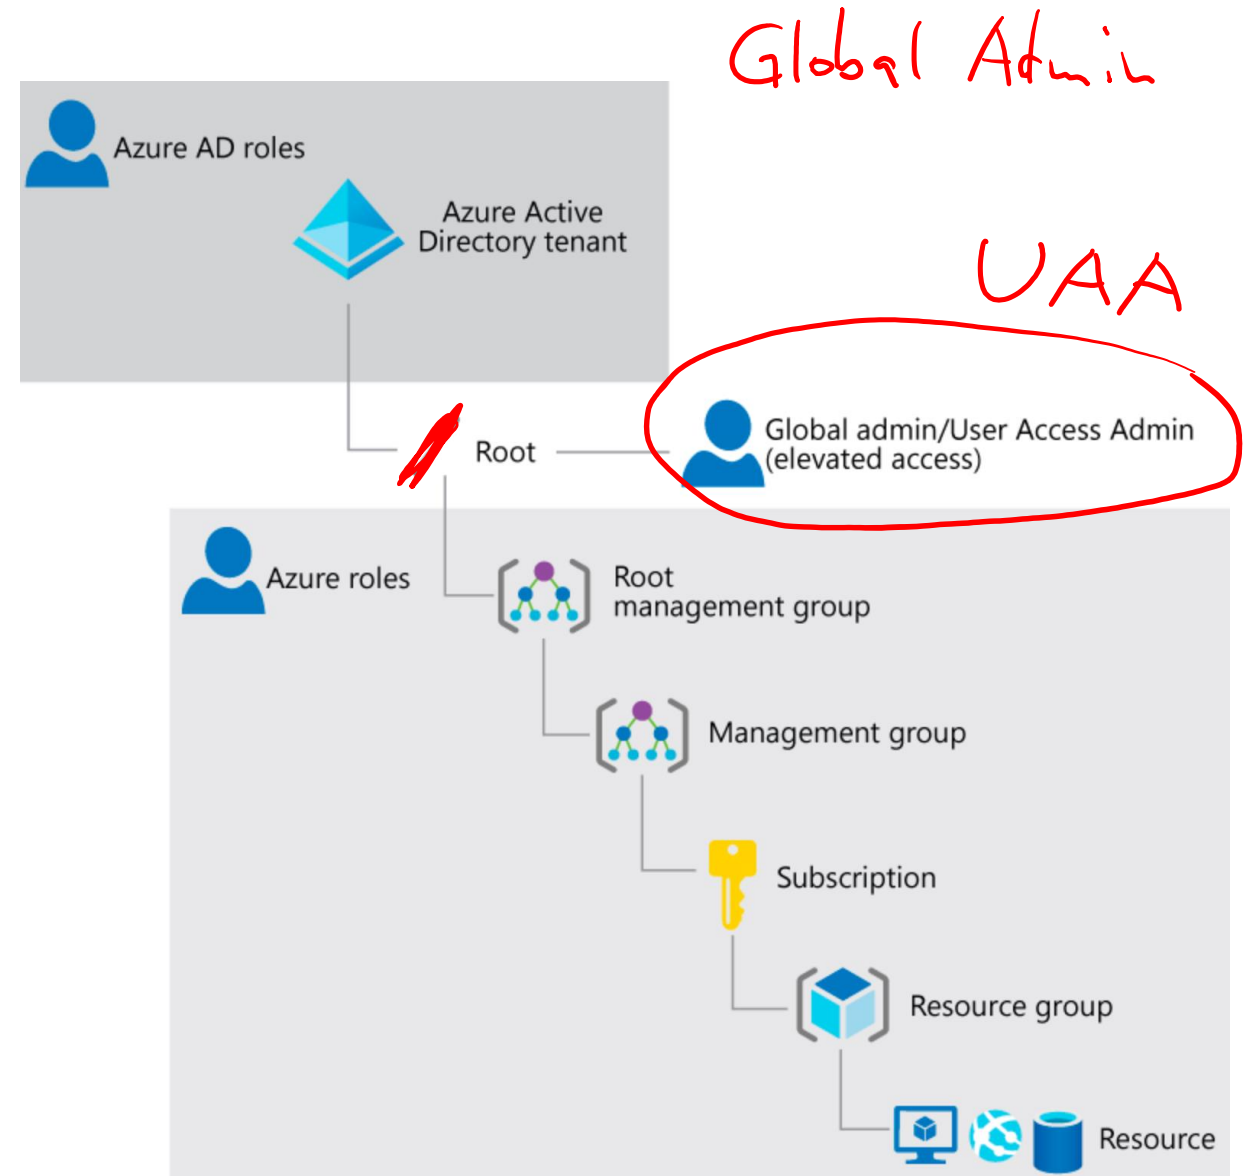 Global Admin
Azure AD roles
Azure Active
Directory tenant
UAA
Root
Global admin/User Access Admin
(elevated access)
Azure roles
Root
management group
Management group
Subscription
Resource group
Resource